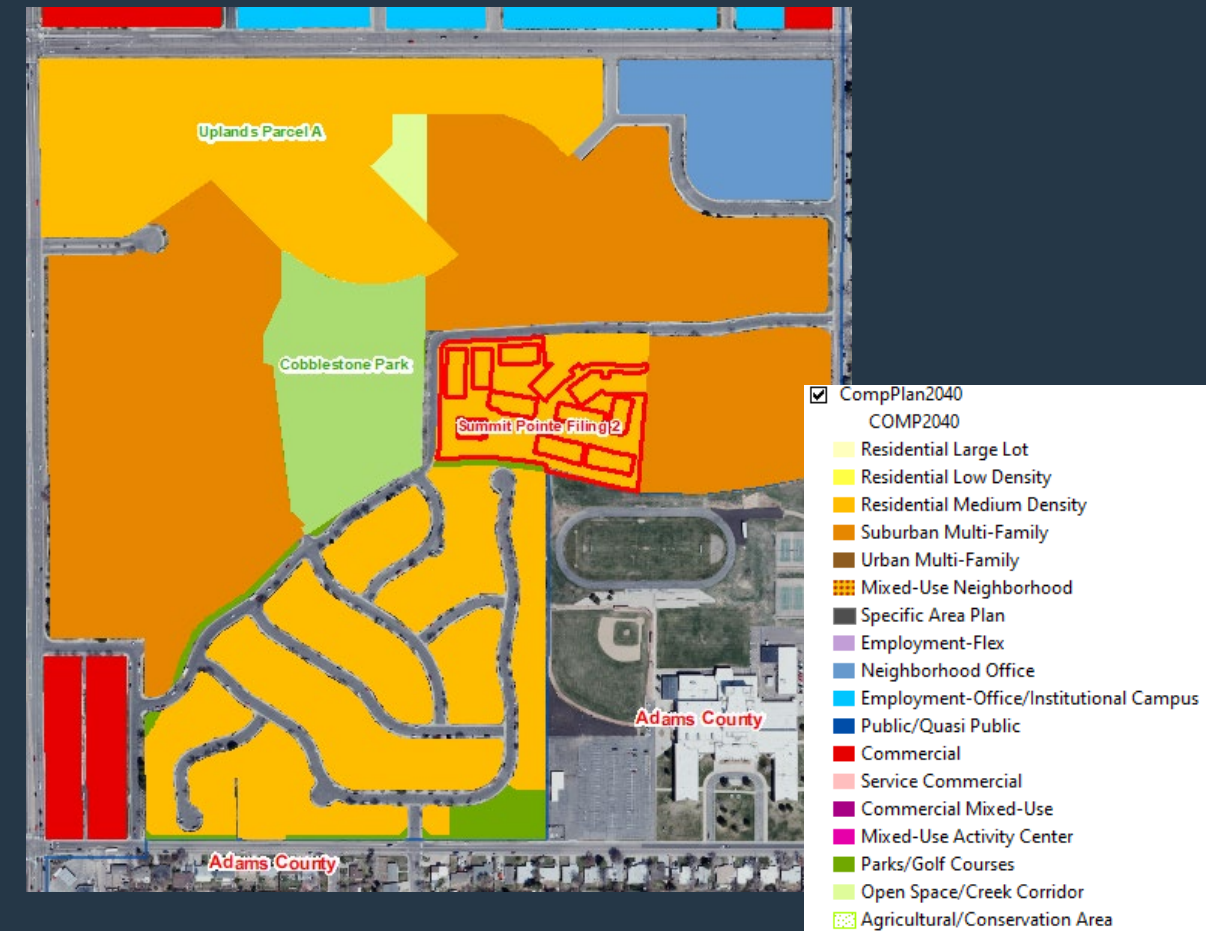 Uplands Parcel A
Cobblestone Park
Summit Pointe Filing 2
Adams County
Adams County
CompPlan2040
COMP2040
Residential Large Lot
Residential Low Density
Residential Medium Density
Suburban Multi-Family
Urban Multi-Family
Mixed-Use Neighborhood
Specific Area Plan
Employment-Flex
Neighborhood Office
Employment-Office/Institutional Campus
Public/Quasi Public
Commercial
Service Commercial
Commercial Mixed-Use
Mixed-Use Activity Center
Parks/Golf Courses
Open Space/Creek Corridor
Agricultural/Conservation Area